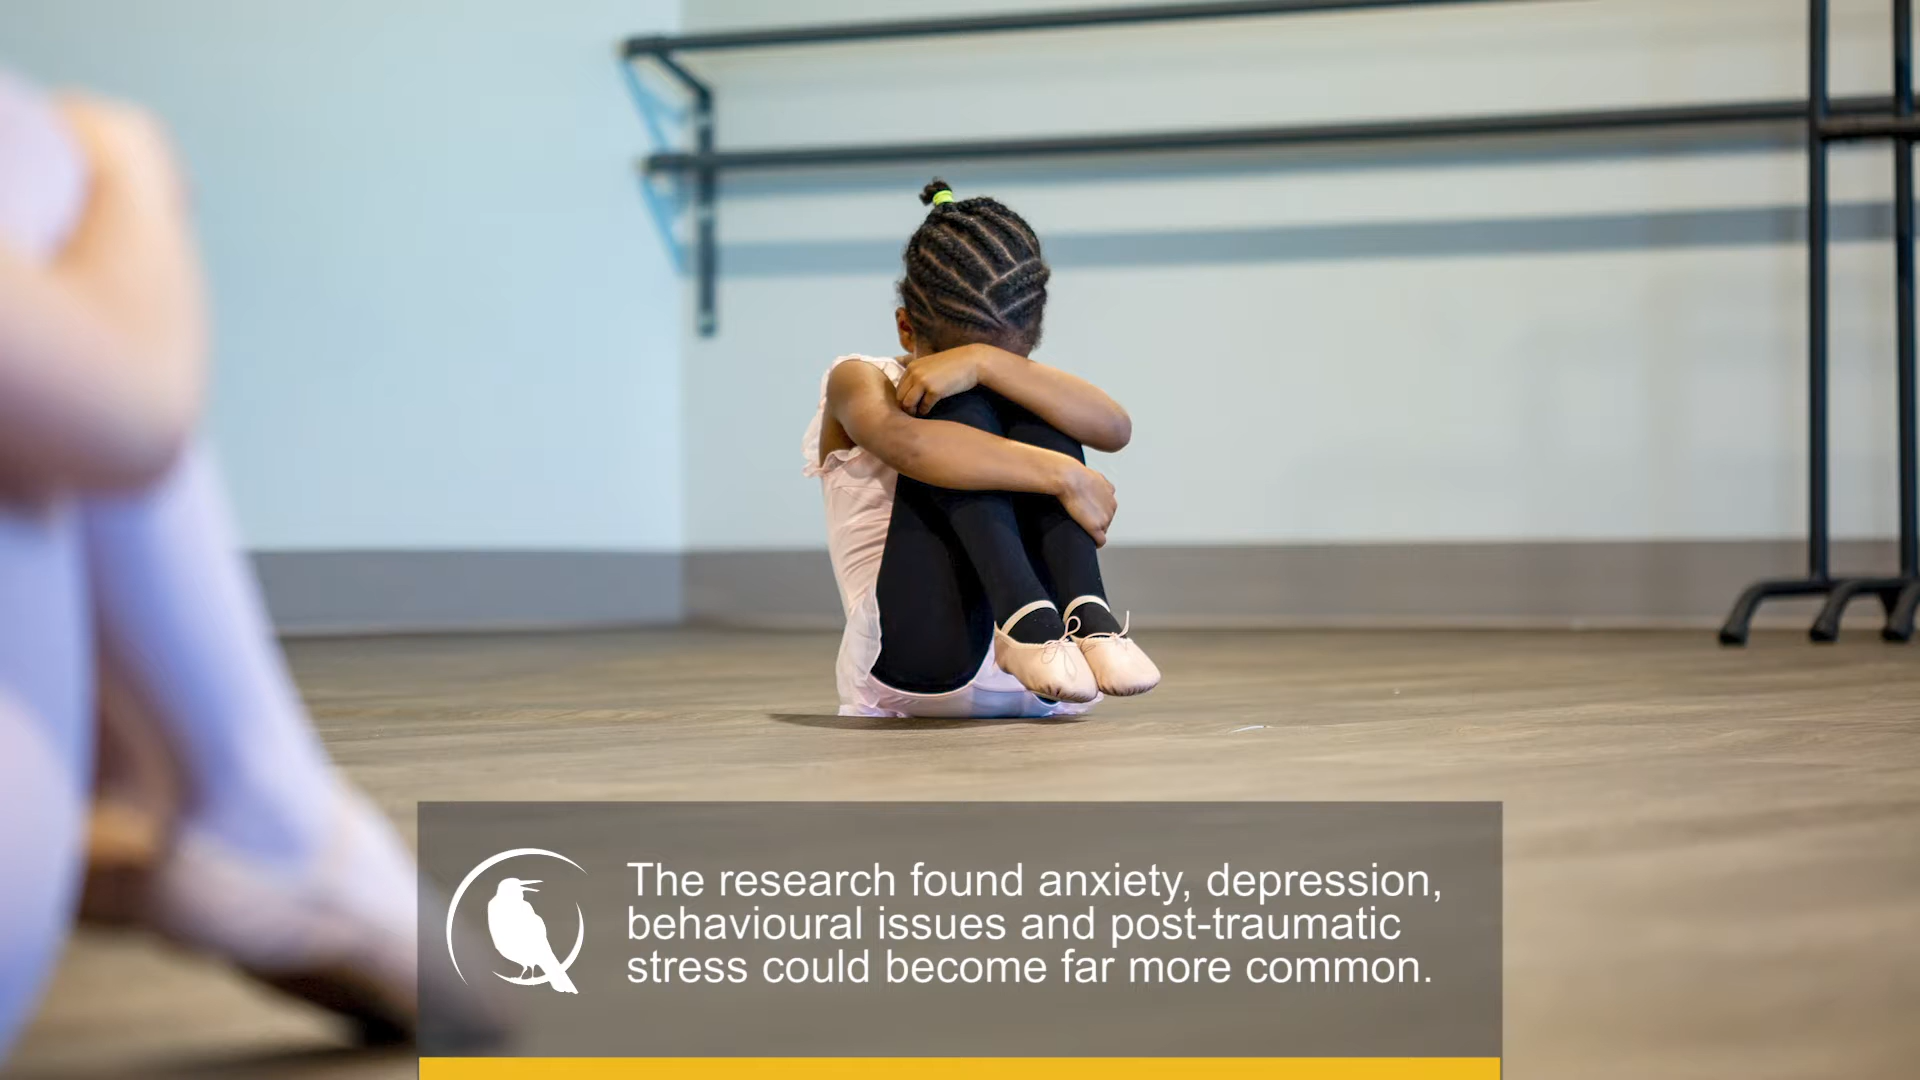 The research found anxiety, depression,
behavioural issues and post-traumatic
stress could become far more common.